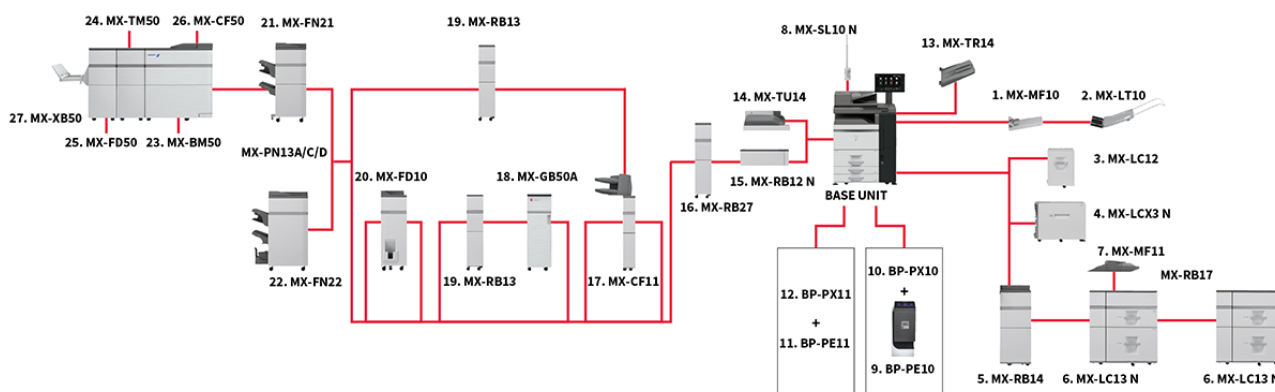 24. MX-TM50
26. MX-CF50
21. MX-FN21
19. MX-RB13
8. MX-SL10 N
13. MX-TR14
14. MX-TU14
1. MX-MF10
2. MX-LT10
27. MX-XB50
25. MX-FD50
23. MX-BM50
MX-PN13A/C/D
3. MX-LC12
20. MX-FD10
18. MX-GB50A
15. MX-RB12 N
16. MX-RB27
BASE UNIT
4. MX-LCX3 N
7. MX-MF11
MX-RB17
22. MX-FN22
19. MX-RB13
17. MX-CF11
12. BP-PX11
+
11. BP-PE11
10. BP-PX10
+
9. BP-PE10
5. MX-RB14
6. MX-LC13 N
6. MX-LC13 N